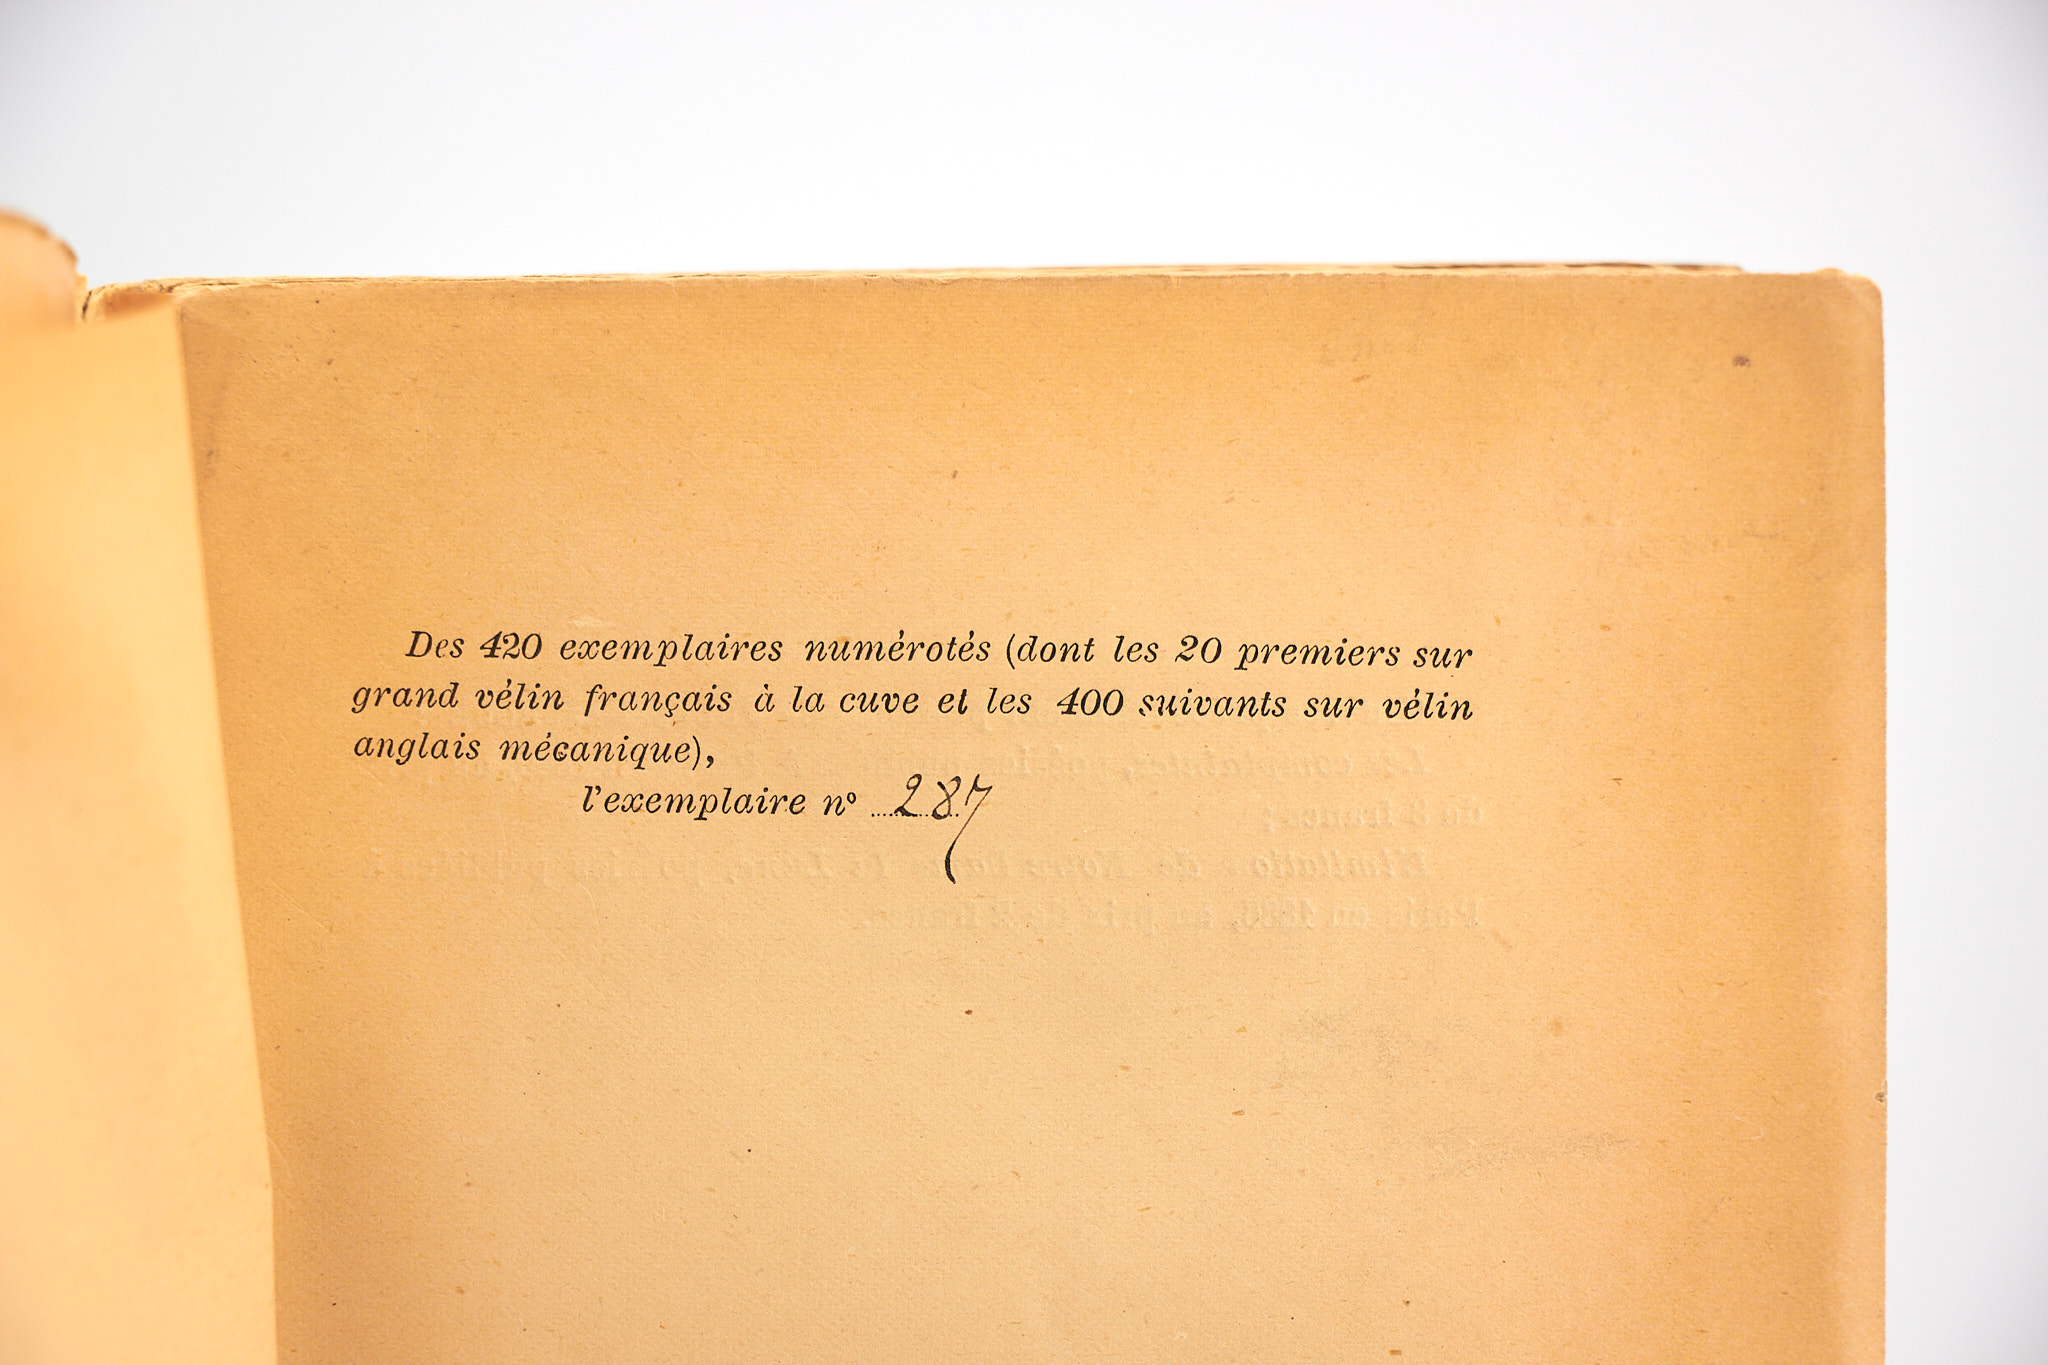 Des 420 exemplaires numérotés (dont les 20 premiers sur
grand vélin français à la cuve et les 400 suivants sur vélin
anglais mécanique),
l'exemplaire nº 287